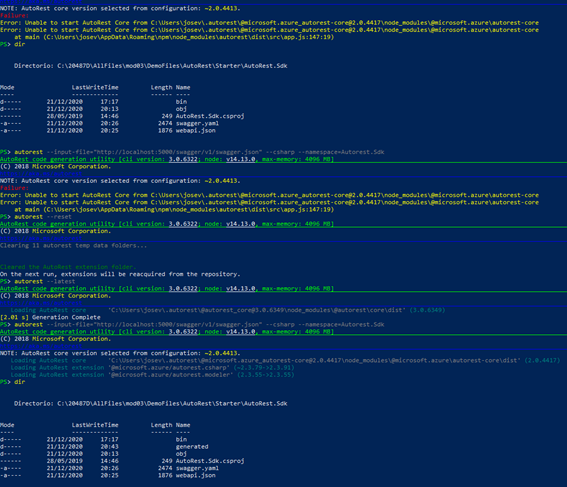 NOTE: AutoRest core version selected from configuration: ~2.0.4413.
Failure:
Error: Unable to start AutoRest Core from C:\Users\josev\.autorest\@microsoft.azure_autorest-core@2.0.4417\node_modules\@microsoft.azure\autorest-core
Error: Unable to start AutoRest Core from C:\Users\josev\.autorest\@microsoft.azure_autorest-core@2.0.4417\node_modules\@microsoft.azure\autorest-core
at main (C:\Users\josev\AppData\Roaming\npm\node_modules\autorest\dist\src\app.js:147:19)
PS> dir
Directorio: C:\20487D\Allfiles\mod03\DemoFiles\AutoRest\Starter\AutoRest.Sdk
Mode LastWriteTime Length Name
---- ------------- ------ ----
d----- 21/12/2020 17:17 bin
d----- 21/12/2020 20:13 obj
------ 28/05/2019 14:46 249 AutoRest.Sdk.csproj
-a---- 21/12/2020 20:26 2474 swagger.yaml
-a---- 21/12/2020 20:25 1876 webapi.json
PS> autorest --input-file="http://localhost:5000/swagger/v1/swagger.json" --csharp --namespace=Autorest.Sdk
AutoRest code generation utility [cli version: 3.0.6322; node: v14.13.0, max-memory: 4096 MB]
(C) 2018 Microsoft Corporation.
NOTE: AutoRest core version selected from configuration: ~2.0.4413.
Failure:
Error: Unable to start AutoRest Core from C:\Users\josev\.autorest\@microsoft.azure_autorest-core@2.0.4417\node_modules\@microsoft.azure\autorest-core
Error: Unable to start AutoRest Core from C:\Users\josev\.autorest\@microsoft.azure_autorest-core@2.0.4417\node_modules\@microsoft.azure\autorest-core
at main (C:\Users\josev\AppData\Roaming\npm\node_modules\autorest\dist\src\app.js:147:19)
PS> autorest --reset
AutoRest code generation utility [cli version: 3.0.6322; node: v14.13.0, max-memory: 4096 MB]
(C) 2018 Microsoft Corporation.
Clearing 11 autorest temp data folders...
Cleared the AutoRest extension folder.
On the next run, extensions will be reacquired from the repository.
PS> autorest --latest
AutoRest code generation utility [cli version: 3.0.6322; node: v14.13.0, max-memory: 4096 MB]
(C) 2018 Microsoft Corporation.
Loading AutoRest core 'C:\Users\josev\.autorest\@autorest_core@3.0.6349\node_modules\@autorest\core\dist' (3.0.6349)
[2.01 s] Generation Complete
PS> autorest --input-file="http://localhost:5000/swagger/v1/swagger.json" --csharp --namespace=Autorest.Sdk
AutoRest code generation utility [cli version: 3.0.6322; node: v14.13.0, max-memory: 4096 MB]
(C) 2018 Microsoft Corporation.
NOTE: AutoRest core version selected from configuration: ~2.0.4413.
Loading AutoRest core 'C:\Users\josev\.autorest\@microsoft.azure_autorest-core@2.0.4417\node_modules\@microsoft.azure\autorest-core\dist' (2.0.4417)
Loading AutoRest extension '@microsoft.azure/autorest.csharp' (~2.3.79->2.3.91)
Loading AutoRest extension '@microsoft.azure/autorest.modeler' (2.3.55->2.3.55)
PS> dir
Directorio: C:\20487D\Allfiles\mod03\DemoFiles\AutoRest\Starter\AutoRest.Sdk
Mode LastWriteTime Length Name
---- ------------- ------ ----
d----- 21/12/2020 17:17 bin
d----- 21/12/2020 20:43 generated
d----- 21/12/2020 20:13 obj
------ 28/05/2019 14:46 249 AutoRest.Sdk.csproj
-a---- 21/12/2020 20:26 2474 swagger.yaml
-a---- 21/12/2020 20:25 1876 webapi.json